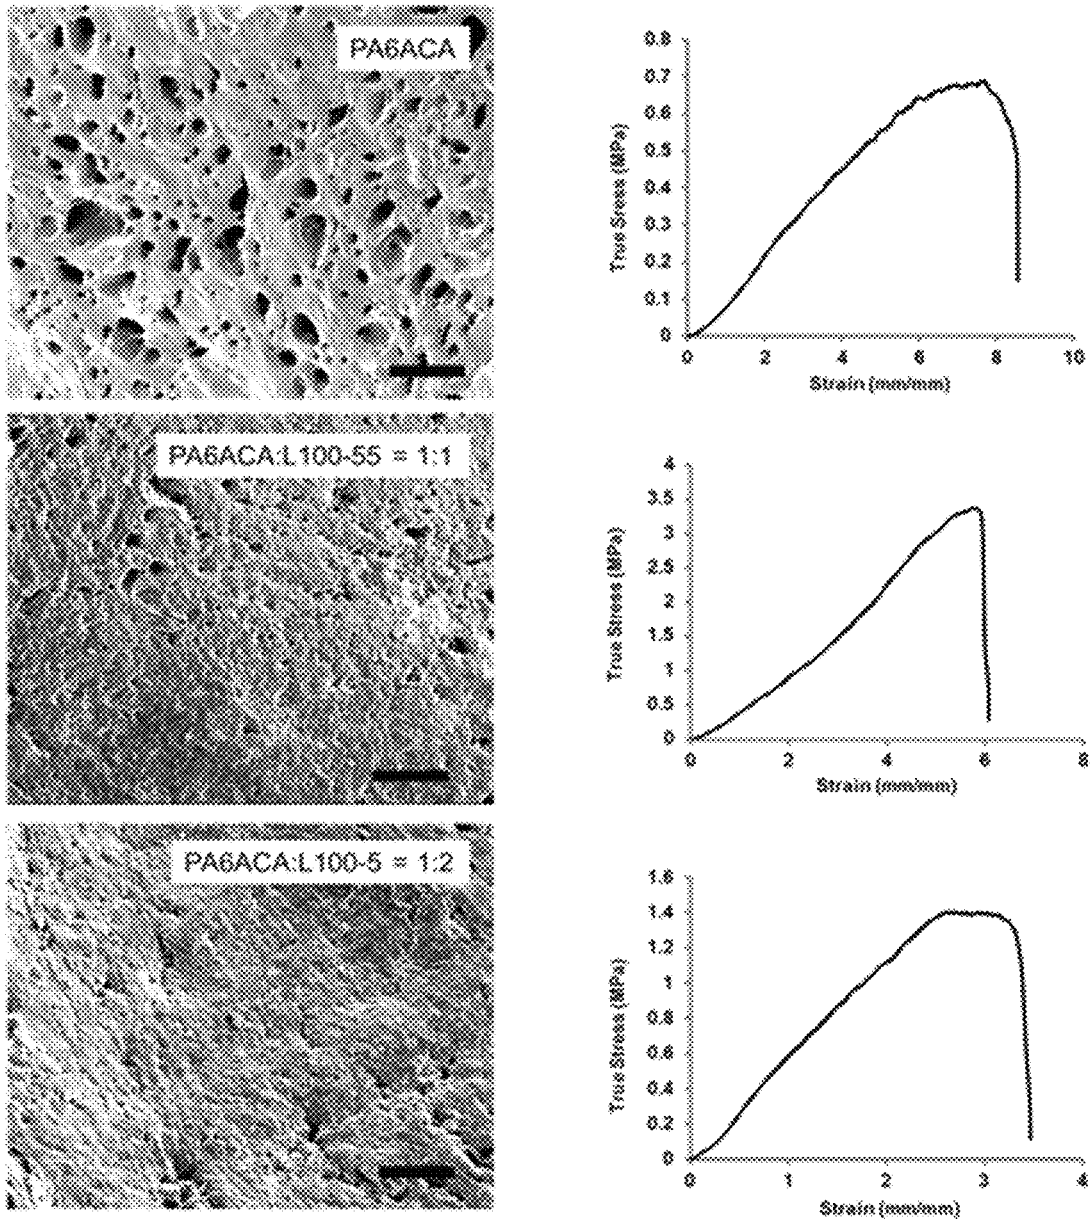 PA6ACA
0.8
0.7
0.6
0.5
0.4
0.3
0.2
0.1
0
True Sress (MPa)
0 2 4 6 8 10
Strain (mm/mm)
PA6ACA:L100-55 = 1:1
4
3.5
3
2.5
2
1.5
1
0.5
0
True Stress (MPa)
0 2 4 6 8
Strain (mm/mm)
PA6ACA:L100-5 = 1:2
1.6
1.4
1.2
1
0.8
0.6
0.4
0.2
0
True Stress (MPa)
0 1 2 3 4
Strain (mm/mm)